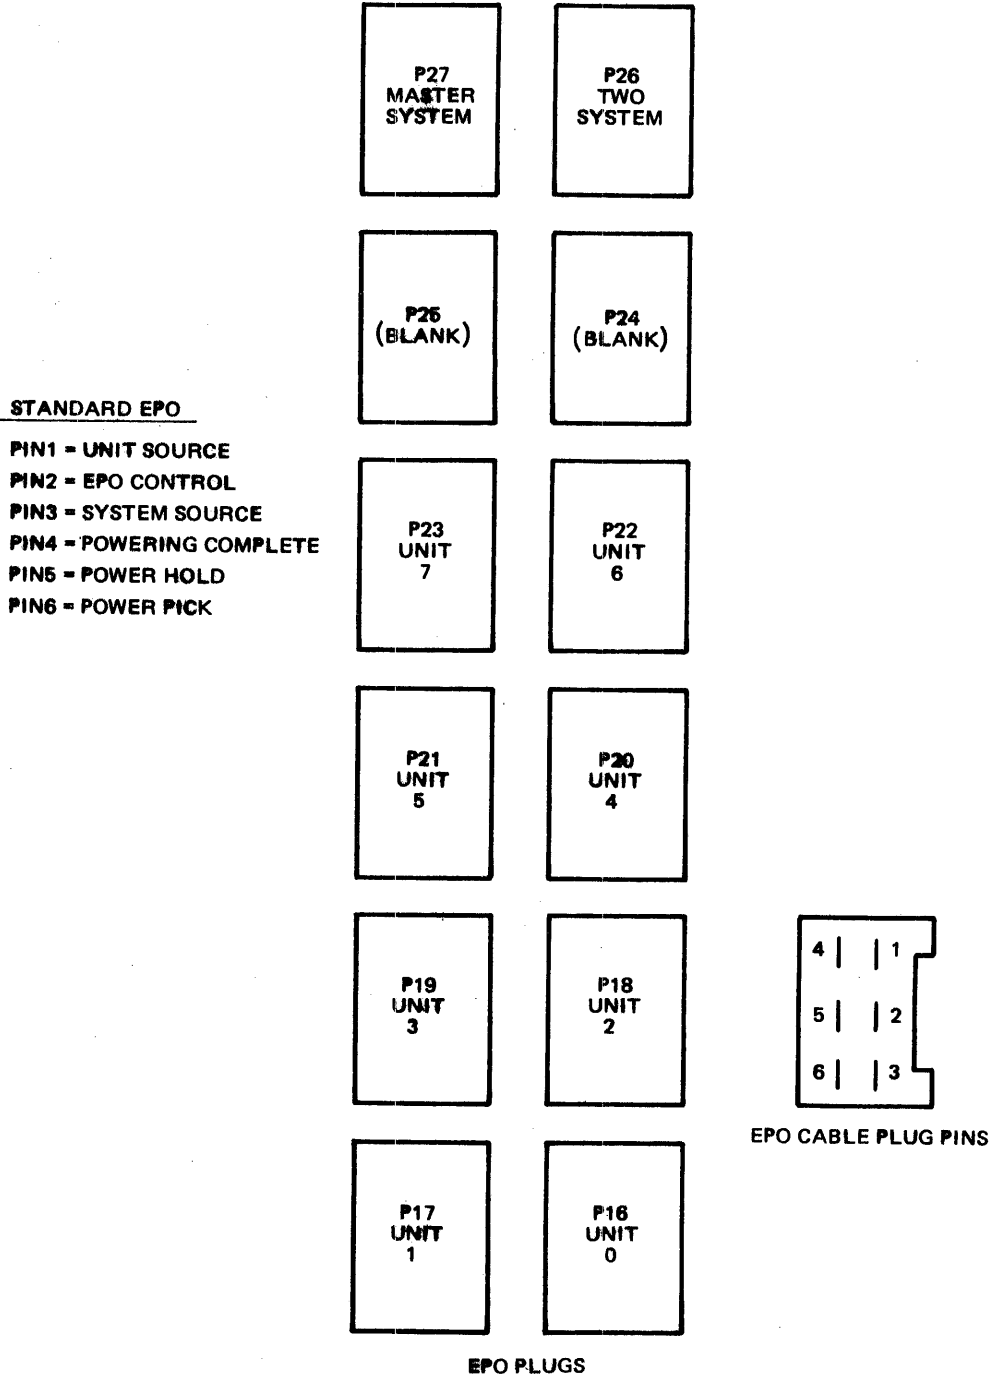 P27
MASTER
SYSTEM
P26
TWO
SYSTEM
P25
(BLANK)
P24
(BLANK)
STANDARD EPO
PIN1 = UNIT SOURCE
PIN2 = EPO CONTROL
PIN3 = SYSTEM SOURCE
PIN4 = POWERING COMPLETE
PIN5 = POWER HOLD
PIN6 = POWER PICK
P23
UNIT
7
P22
UNIT
6
P21
UNIT
5
P20
UNIT
4
P19
UNIT
3
P18
UNIT
2
4 1
5 2
6 3
EPO CABLE PLUG PINS
P17
UNIT
1
P16
UNIT
0
EPO PLUGS